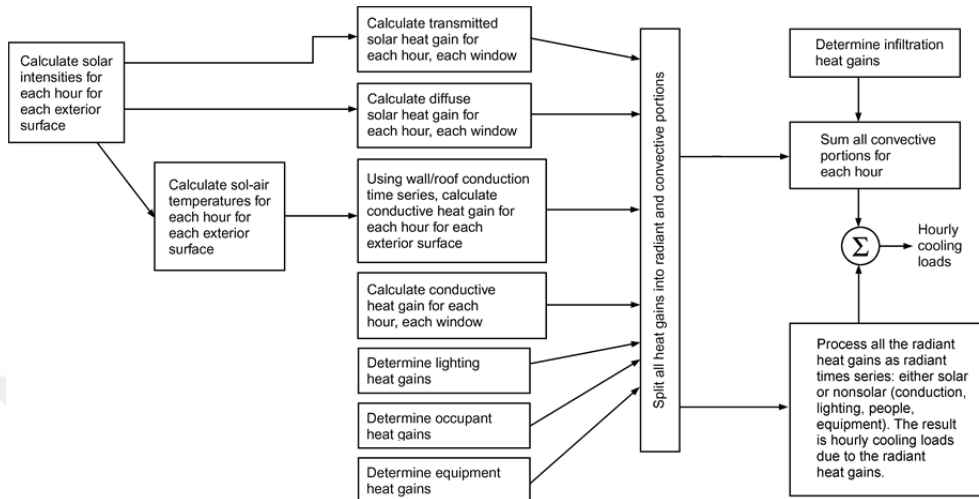 Calculate solar
intensities for
each hour for
each exterior
surface
Calculate sol-air
temperatures for
each hour for
each exterior
surface
Calculate transmitted
solar heat gain for
each hour, each window
Calculate diffuse
solar heat gain for
each hour, each window
Using wall/roof conduction
time series, calculate
conductive heat gain for
each hour for each
exterior surface
Calculate conductive
heat gain for each
hour, each window
Determine lighting
heat gains
Determine occupant
heat gains
Determine equipment
heat gains
Split all heat gains into radiant and convective portions
Determine infiltration
heat gains
Sum all convective
portions for
each hour
Σ
Hourly
cooling
loads
Process all the radiant
heat gains as radiant
times series: either solar
or nonsolar (conduction,
lighting, people,
equipment). The result
is hourly cooling loads
due to the radiant
heat gains.